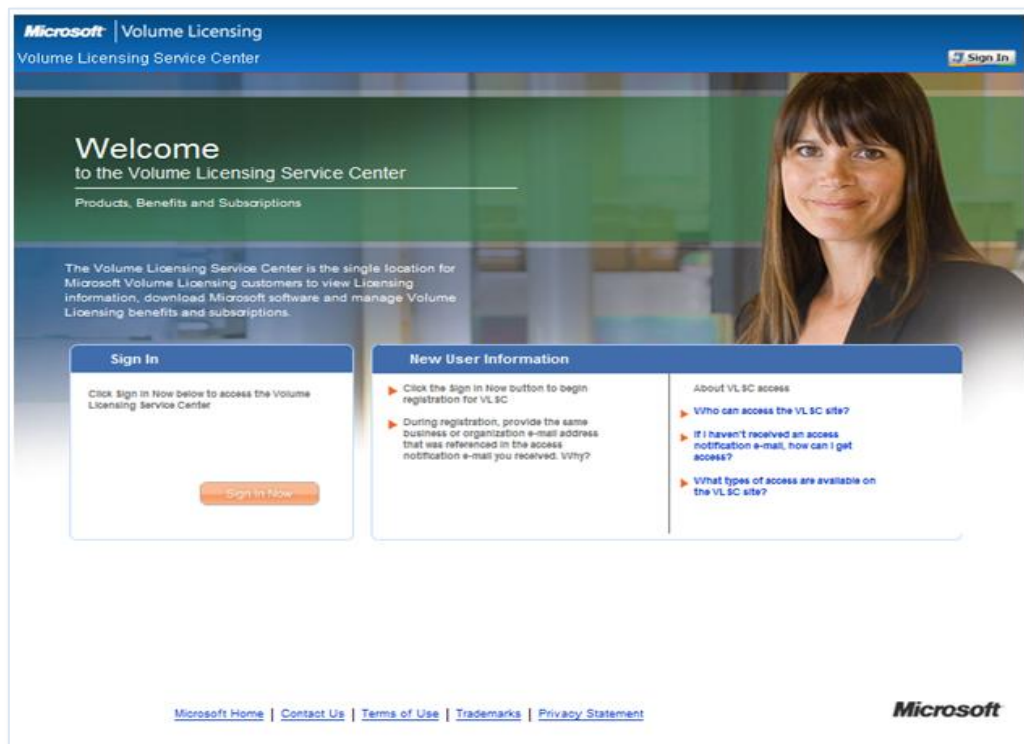 Microsoft | Volume Licensing
Volume Licensing Service Center
Sign In
Welcome
to the Volume Licensing Service Center
Products, Benefits and Subscriptions
The Volume Licensing Service Center is the single location for
Microsoft Volume Licensing customers to view Licensing
information, download Microsoft software and manage Volume
Licensing benefits and subscriptions.
Sign In
Click Sign In Now below to access the Volume
Licensing Service Center
Sign In Now
New User Information
Click the Sign In Now button to begin
registration for VLSC
During registration, provide the same
business or organization e-mail address
that was referenced in the access
notification e-mail you received. Why?
About VLSC access
Who can access the VLSC site?
If I haven't received an access
notification e-mail, how can I get
access?
What types of access are available on
the VLSC site?
Microsoft Home | Contact Us | Terms of Use | Trademarks | Privacy Statement
Microsoft